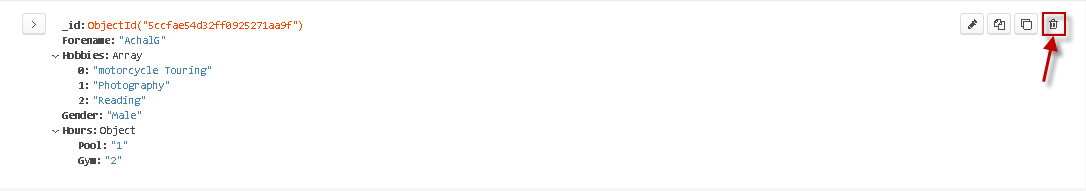 _id: ObjectId("5ccfae54d32ff0925271aa9f")
Forename: "AchalG"
Hobbies: Array
0: "motorcycle Touring"
1: "Photography"
2: "Reading"
Gender: "Male"
Hours: Object
Pool: "1"
Gym: "2"